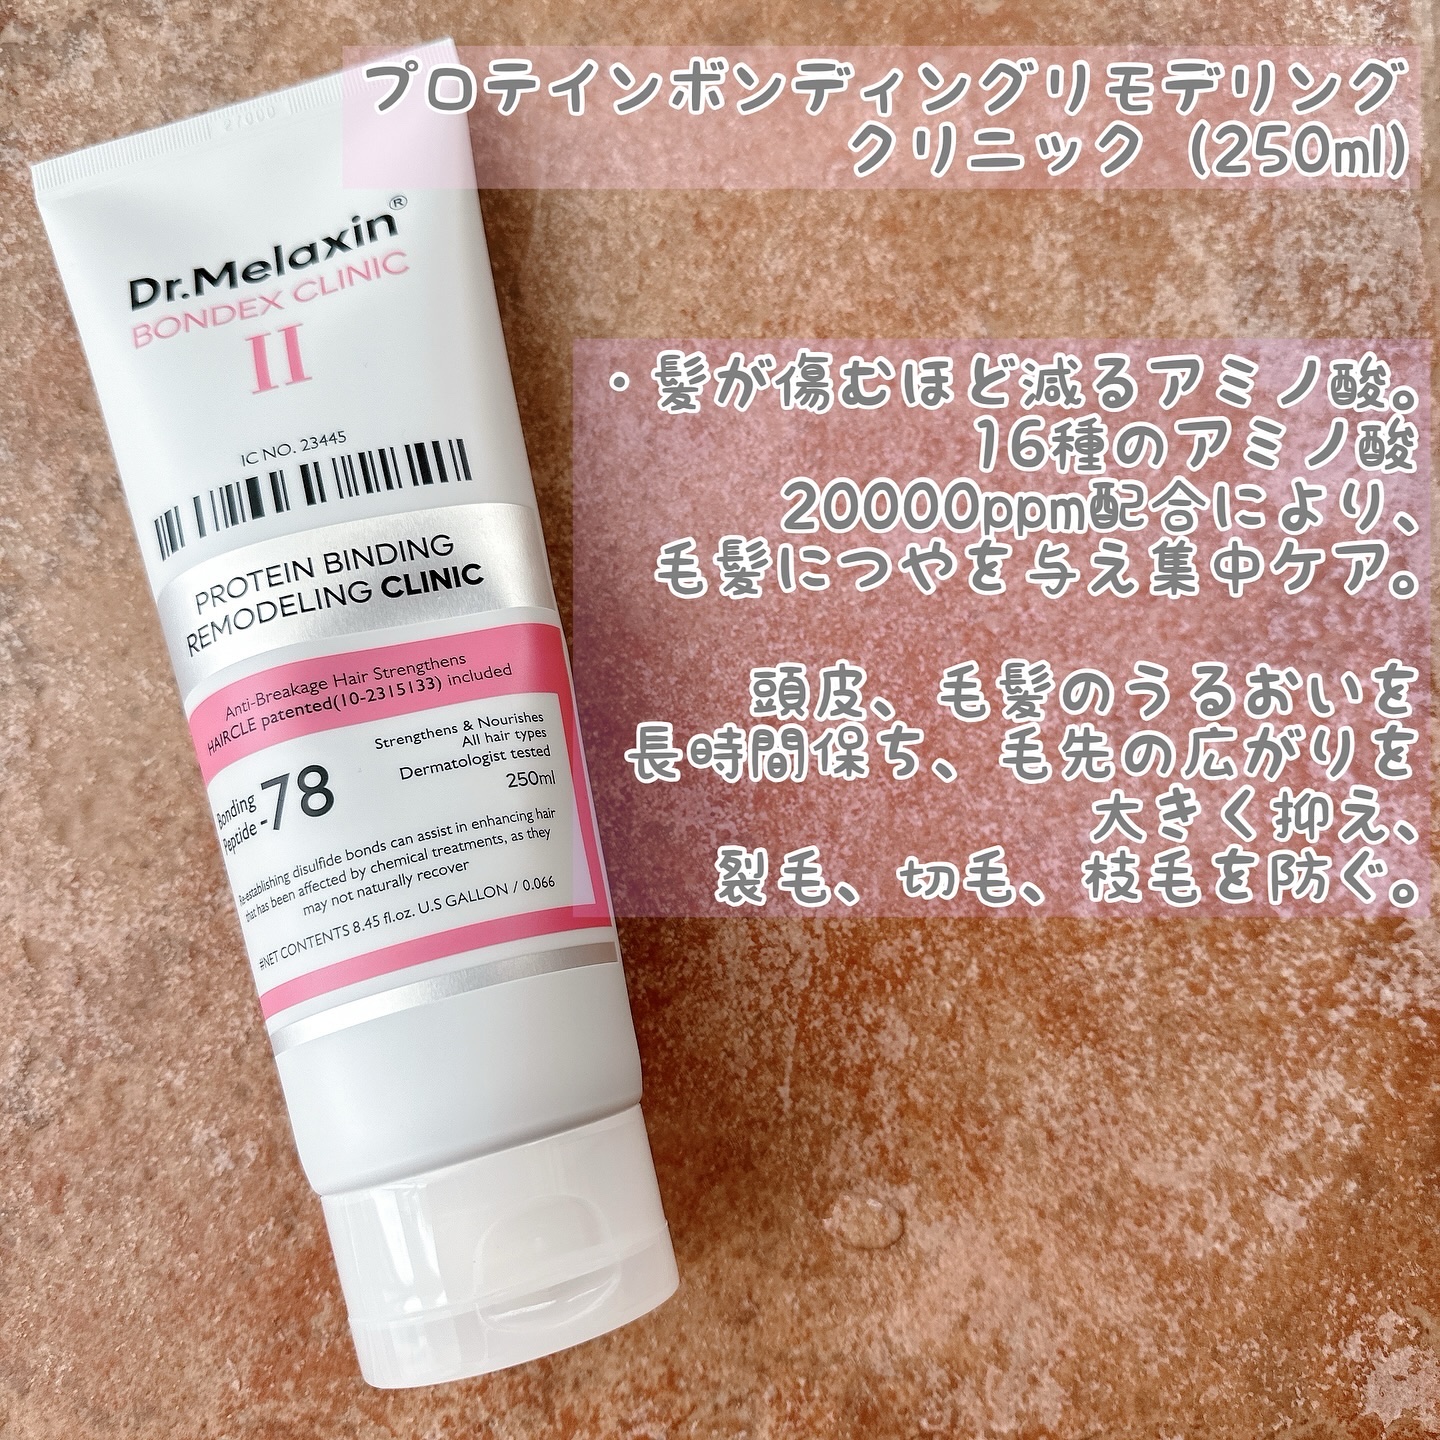 プロテインボンディングリモデリング
クリニック (250ml)
Dr.Melaxin®
BONDEX CLINIC
II
IC NO. 23445
PROTEIN BINDING
REMODELING CLINIC
Anti-Breakage Hair Strengthens
HAIRCLE patented(10-2315133) included
Strengthens & Nourishes
All hair types
Dermatologist tested
250ml
Bonding
Peptide -78
Re-establishing disulfide bonds can assist in enhancing hair
that has been affected by chemical treatments, as they
may not naturally recover
#NET CONTENTS 8.45 fl.oz. U.S GALLON / 0.066
・髪が傷むほど減るアミノ酸。
16種のアミノ酸
20000ppm配合により、
毛髪につやを与え集中ケア。
頭皮、毛髪のうるおいを
長時間保ち、毛先の広がりを
大きく抑え、
裂毛、切毛、枝毛を防ぐ。